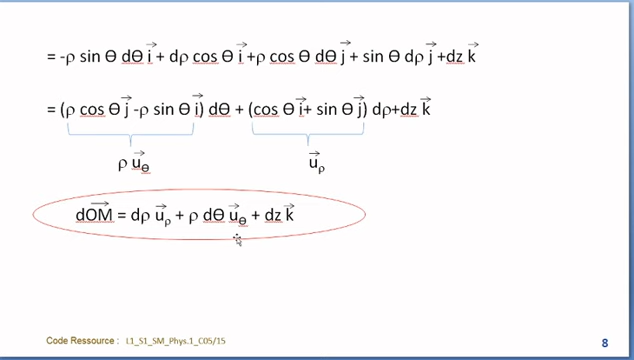 = -ρ sin Θ dΘ i⃗ + dρ cos Θ i⃗ +ρ cos Θ dΘ j⃗ + sin Θ dρ j⃗ +dz k⃗
= (ρ cos Θ j⃗ -ρ sin Θ i⃗) dΘ + (cos Θ i⃗+ sin Θ j⃗) dρ+dz k⃗
ρ u⃗Θ u⃗ρ
dOM⃗ = dρ u⃗ρ + ρ dΘ u⃗Θ + dz k⃗
Code Ressource : L1_S1_SM_Phys.1_C05/15 8